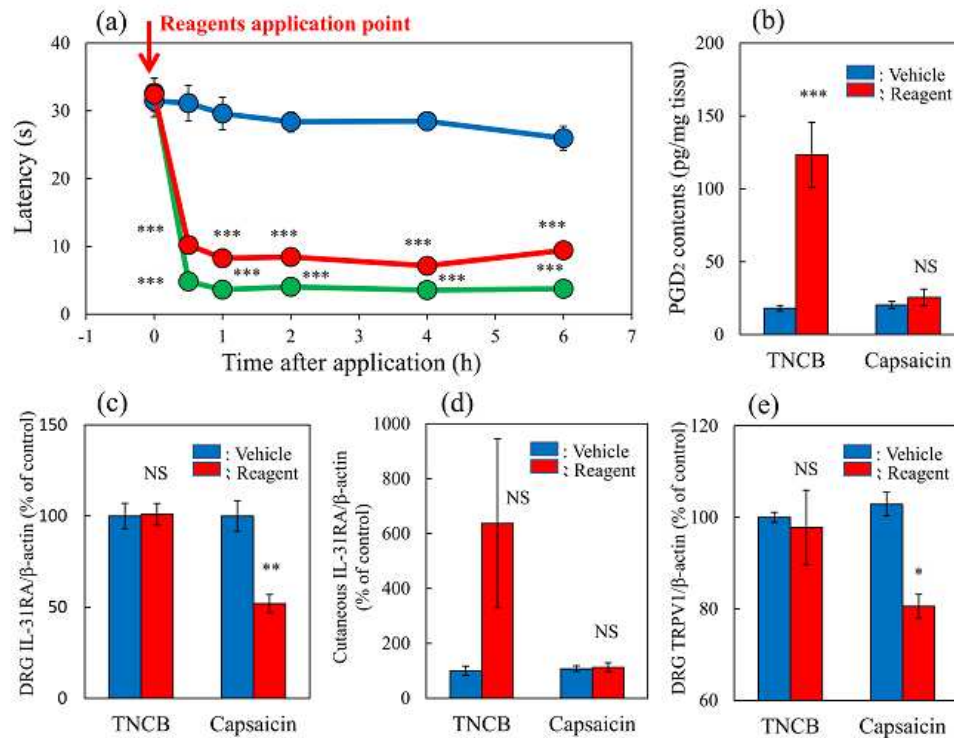 (a)
Reagents application point
Latency (s)
40
30
20
10
0
*** *** *** *** ***
*** *** *** *** ***
-1 0 1 2 3 4 5 6 7
Time after application (h)
(b)
PGD2 contents (pg/mg tissu)
200
150
100
50
0
: Vehicle
: Reagent
***
NS
TNCB Capsaicin
(c)
DRG IL-31RA/β-actin (% of control)
150
100
50
0
: Vehicle
: Reagent
NS
**
TNCB Capsaicin
(d)
Cutaneous IL-31RA/β-actin
(% of control)
1000
800
600
400
200
0
: Vehicle
: Reagent
NS
NS
TNCB Capsaicin
(e)
DRG TRPV1/β-actin (% of control)
120
100
80
60
: Vehicle
: Reagent
NS
*
TNCB Capsaicin